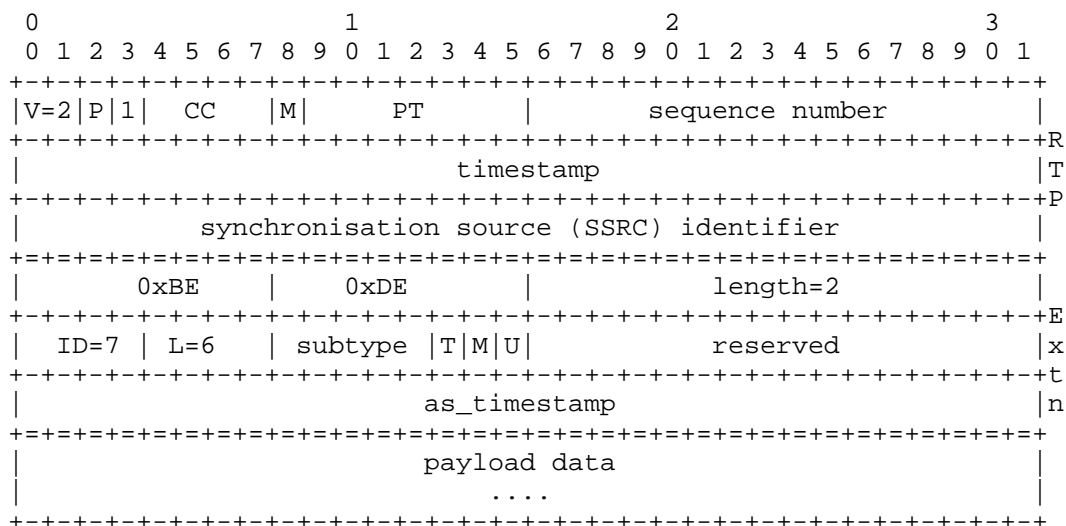 0                   1                   2                   3
 0 1 2 3 4 5 6 7 8 9 0 1 2 3 4 5 6 7 8 9 0 1 2 3 4 5 6 7 8 9 0 1
+-+-+-+-+-+-+-+-+-+-+-+-+-+-+-+-+-+-+-+-+-+-+-+-+-+-+-+-+-+-+-+-+
|V=2|P|1|  CC   |M|     PT      |       sequence number         |
+-+-+-+-+-+-+-+-+-+-+-+-+-+-+-+-+-+-+-+-+-+-+-+-+-+-+-+-+-+-+-+-+R
|                           timestamp                           |T
+-+-+-+-+-+-+-+-+-+-+-+-+-+-+-+-+-+-+-+-+-+-+-+-+-+-+-+-+-+-+-+-+P
|           synchronisation source (SSRC) identifier            |
+=+=+=+=+=+=+=+=+=+=+=+=+=+=+=+=+=+=+=+=+=+=+=+=+=+=+=+=+=+=+=+=+
|       0xBE    |    0xDE       |           length=2            |
+-+-+-+-+-+-+-+-+-+-+-+-+-+-+-+-+-+-+-+-+-+-+-+-+-+-+-+-+-+-+-+-+E
|  ID=7 | L=6   | subtype |T|M|U|           reserved            |x
+-+-+-+-+-+-+-+-+-+-+-+-+-+-+-+-+-+-+-+-+-+-+-+-+-+-+-+-+-+-+-+-+t
|                         as_timestamp                          |n
+=+=+=+=+=+=+=+=+=+=+=+=+=+=+=+=+=+=+=+=+=+=+=+=+=+=+=+=+=+=+=+=+
|                         payload data                          |
|                             ....                              |
+-+-+-+-+-+-+-+-+-+-+-+-+-+-+-+-+-+-+-+-+-+-+-+-+-+-+-+-+-+-+-+-+